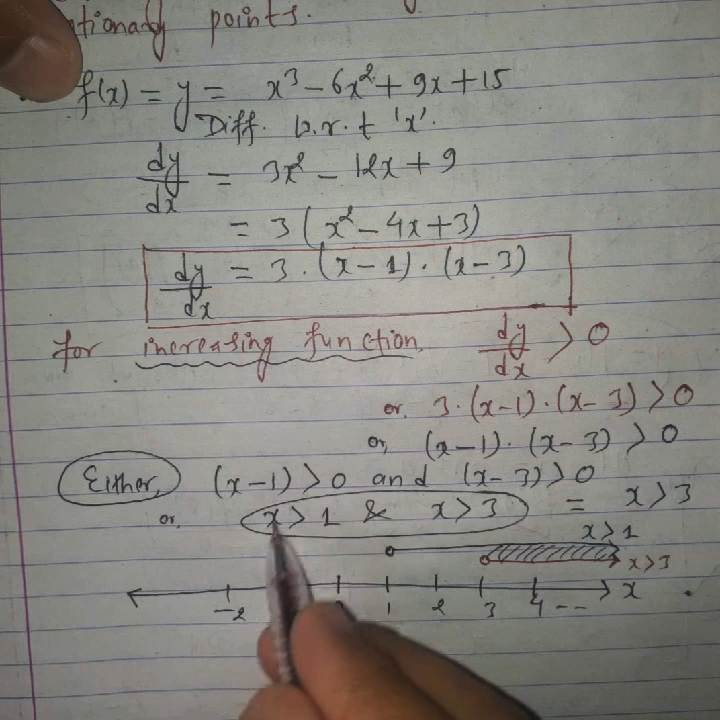 points.
f(x) = y = x³ - 6x² + 9x + 15
Diff. w.r.t 'x'.
dy/dx = 3x² - 12x + 9
= 3(x² - 4x + 3)
dy/dx = 3.(x-1).(x-3)
for increasing function, dy/dx > 0
or, 3.(x-1).(x-3) > 0
or, (x-1).(x-3) > 0
Either, (x-1) > 0 and (x-3) > 0
or, x > 1 & x > 3 = x > 3
x > 1
x > 3
-2 1 2 3 4 -- x